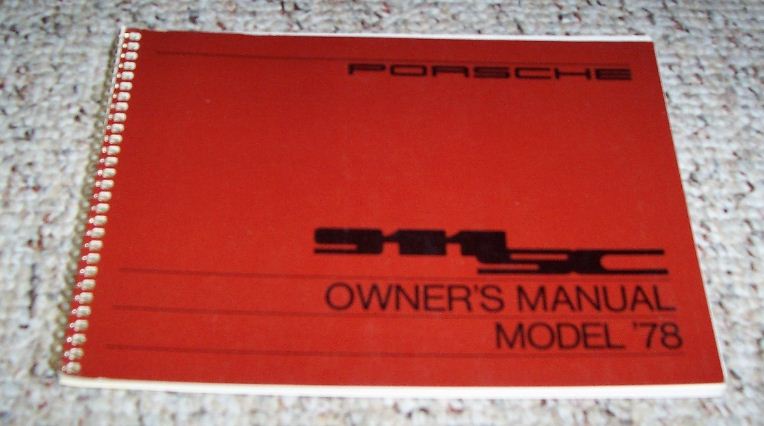 PORSCHE
911SC
OWNER'S MANUAL
MODEL '78